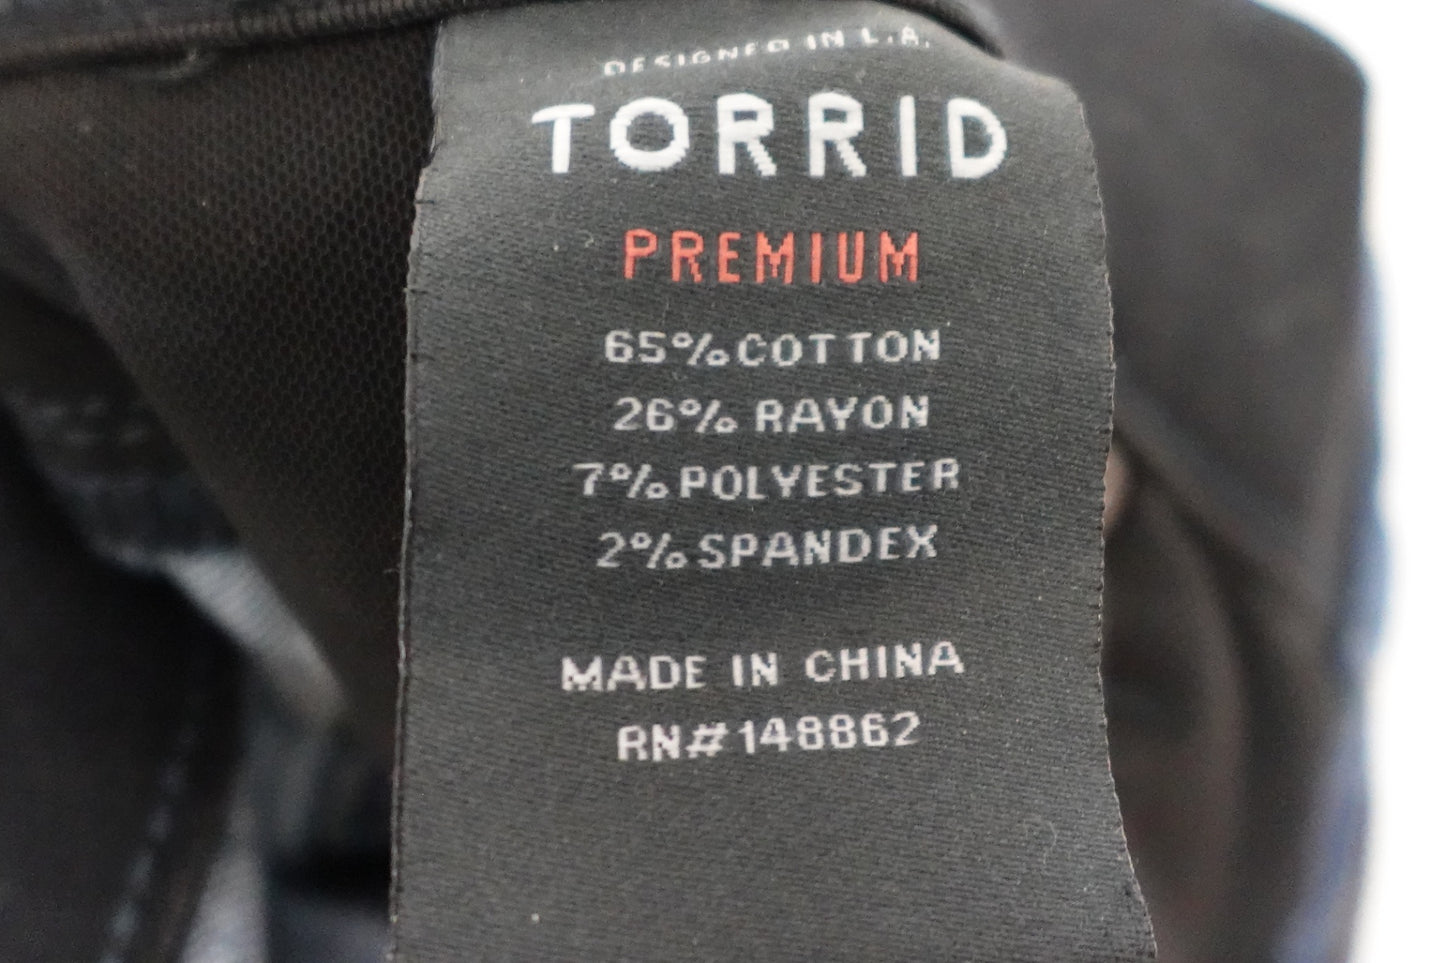 DESIGNED IN L.A.
TORRID
PREMIUM
65% COTTON
26% RAYON
7% POLYESTER
2% SPANDEX
MADE IN CHINA
RN#148862